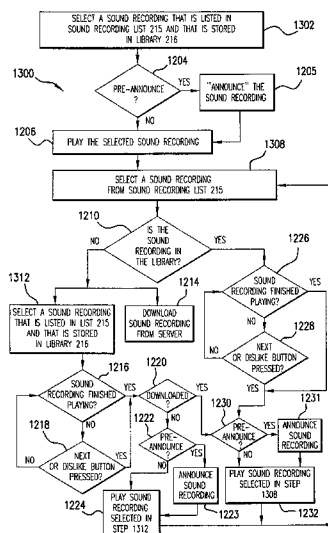 SELECT A SOUND RECORDING THAT IS LISTED IN
SOUND RECORDING LIST 215 AND THAT IS STORED
IN LIBRARY 216
1302
1300
1204
PRE-ANNOUNCE
?
YES
NO
"ANNOUNCE" THE
SOUND RECORDING
1205
1206
PLAY THE SELECTED SOUND RECORDING
1308
SELECT A SOUND RECORDING
FROM SOUND RECORDING LIST 215
1210
IS THE
SOUND
RECORDING IN
THE LIBRARY?
NO
YES
1312
SELECT A SOUND RECORDING
THAT IS LISTED IN LIST 215
AND THAT IS STORED
IN LIBRARY 216
1214
DOWNLOAD
SOUND RECORDING
FROM SERVER
1226
SOUND
RECORDING FINISHED
PLAYING?
YES
NO
1228
NEXT
OR DISLIKE BUTTON
PRESSED?
NO
YES
1216
SOUND
RECORDING FINISHED
PLAYING?
YES
NO
1218
NEXT
OR DISLIKE BUTTON
PRESSED?
NO
YES
1220
DOWNLOADED
?
YES
NO
1222
PRE-
ANNOUNCE
?
YES
NO
ANNOUNCE
SOUND
RECORDING
1223
1224
PLAY SOUND
RECORDING
SELECTED IN
STEP 1312
1230
PRE-
ANNOUNCE
?
YES
NO
1231
ANNOUNCE
SOUND
RECORDING
PLAY SOUND RECORDING
SELECTED IN STEP
1308
1232